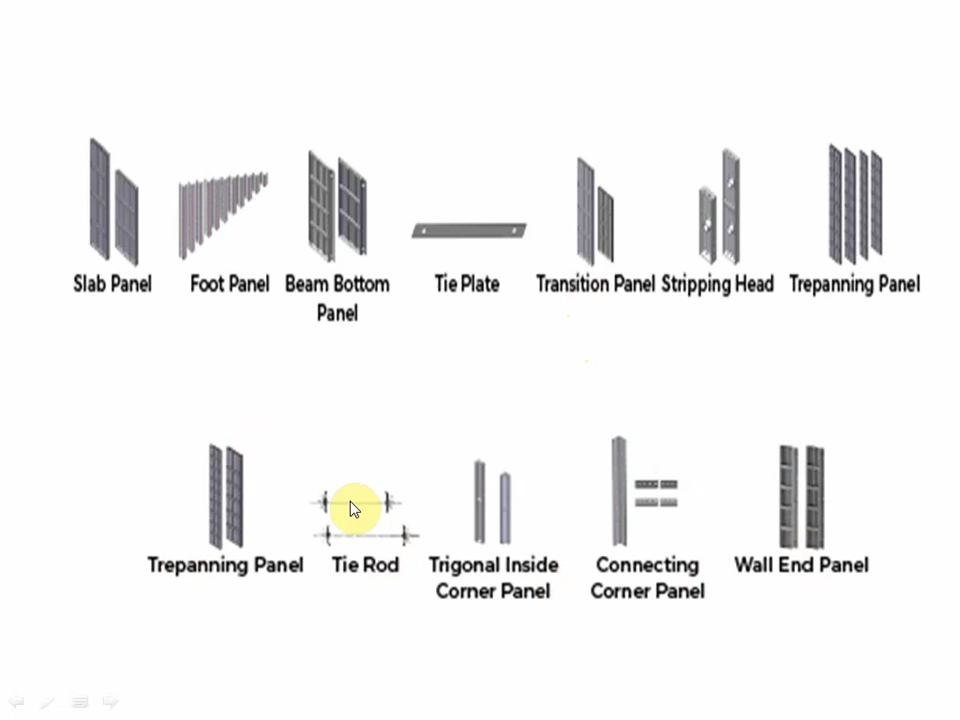 Slab Panel
Foot Panel
Beam Bottom
Panel
Tie Plate
Transition Panel
Stripping Head
Trepanning Panel
Trepanning Panel
Tie Rod
Trigonal Inside
Corner Panel
Connecting
Corner Panel
Wall End Panel